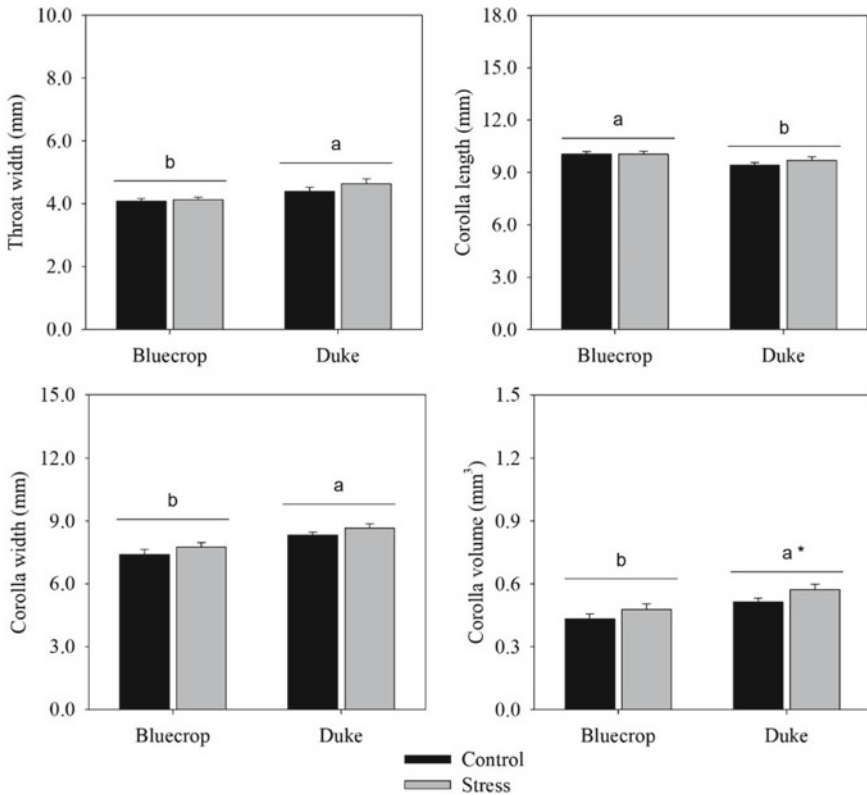 Throat width (mm)
10.0
8.0
6.0
4.0
2.0
0.0
b
a
Bluecrop Duke
Corolla length (mm)
18.0
15.0
12.0
9.0
6.0
3.0
0.0
a
b
Bluecrop Duke
Corolla width (mm)
15.0
12.0
9.0
6.0
3.0
0.0
b
a
Bluecrop Duke
Corolla volume (mm³)
1.5
1.2
0.9
0.6
0.3
0.0
b
a *
Bluecrop Duke
Control
Stress